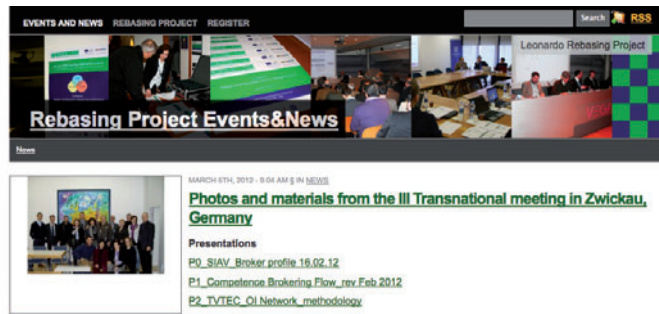 EVENTS AND NEWS REBASING PROJECT REGISTER
Search RSS
Leonardo Rebasing Project
Rebasing Project Events&News
News
MARCH 5TH, 2012 - 9:04 AM § IN NEWS
Photos and materials from the III Transnational meeting in Zwickau,
Germany
Presentations
P0_SIAV_Broker profile 16.02.12
P1_Competence Brokering Flow_rev Feb 2012
P2_TVTEC_OI Network_methodology